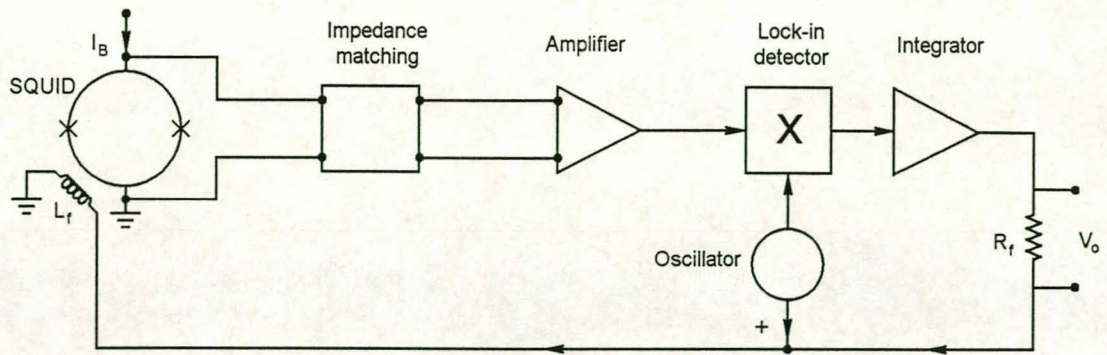 I_B
SQUID
Impedance
matching
Amplifier
Lock-in
detector
Integrator
X
L_f
Oscillator
+
R_f
V_o